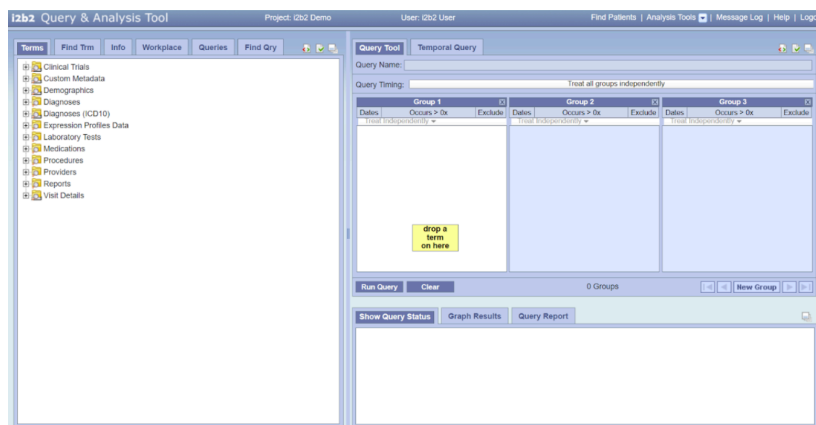 i2b2 Query & Analysis Tool Project: i2b2 Demo User: i2b2 User Find Patients | Analysis Tools | Message Log | Help | Logo
Terms Find Trm Info Workplace Queries Find Qry
Clinical Trials
Custom Metadata
Demographics
Diagnoses
Diagnoses (ICD10)
Expression Profiles Data
Laboratory Tests
Medications
Procedures
Providers
Reports
Visit Details
Query Tool Temporal Query
Query Name:
Query Timing: Treat all groups independently
Group 1 Group 2 Group 3
Dates Occurs > 0x Exclude Dates Occurs > 0x Exclude Dates Occurs > 0x Exclude
Treat Independently Treat Independently Treat Independently
drop a
term
on here
Run Query Clear 0 Groups New Group
Show Query Status Graph Results Query Report